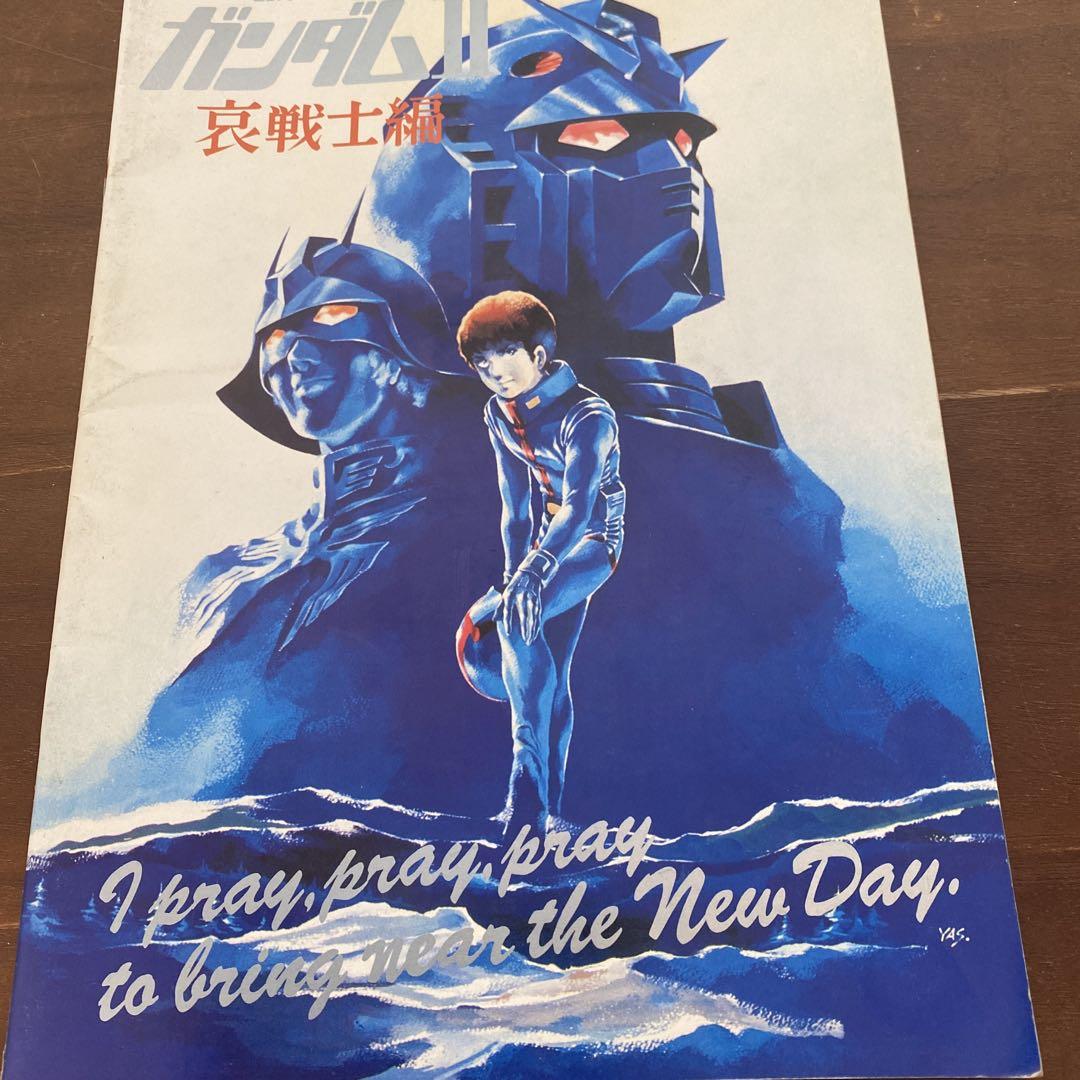 ガンダムII
哀戦士編
I pray, pray, pray
to bring near the New Day.
YAS.